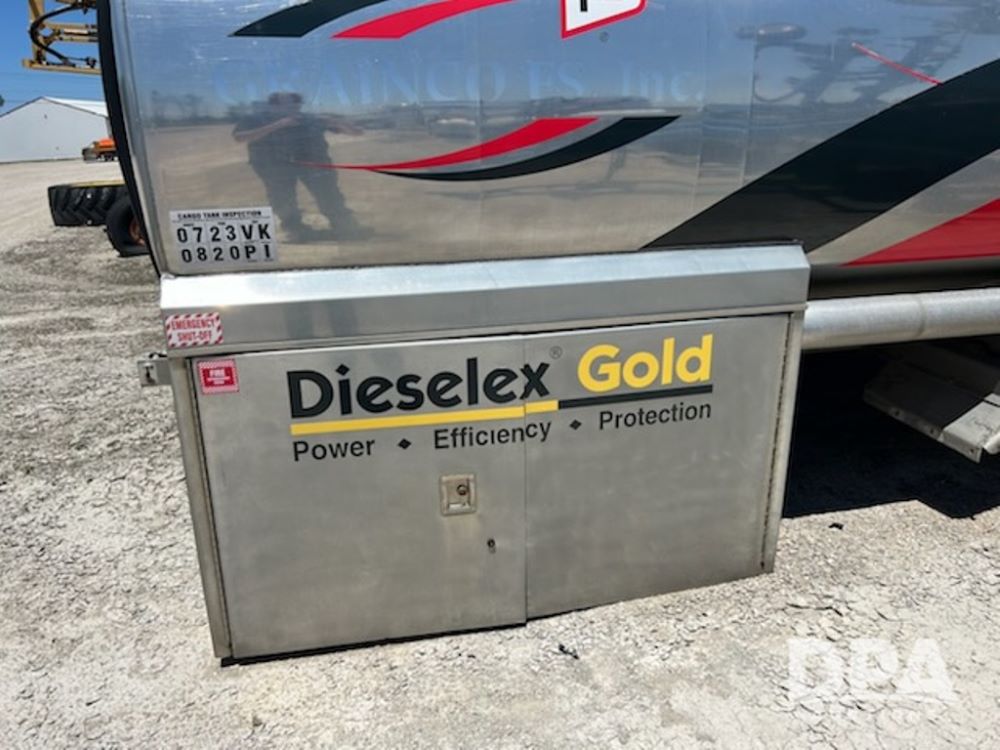 GRAINCO FS, Inc.
CARGO TANK INSPECTION
0723VK
0820PI
EMERGENCY
SHUT-OFF
FIRE
Dieselex® Gold
Power • Efficiency • Protection
DPA